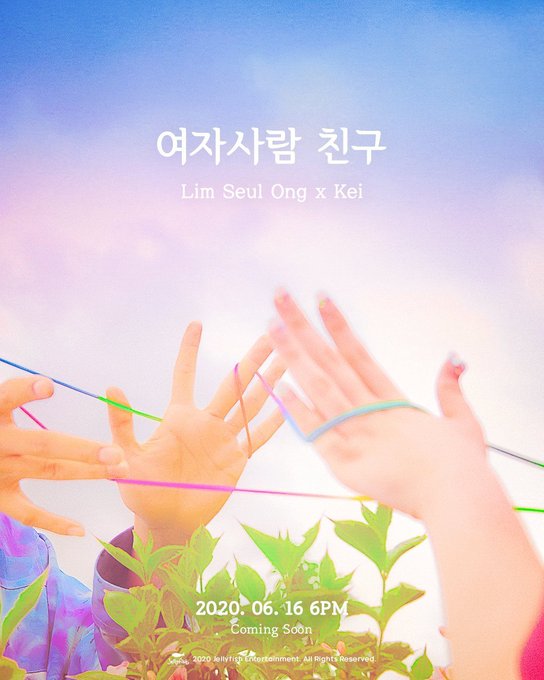 여자사람 친구
Lim Seul Ong x Kei
2020. 06. 16 6PM
Coming Soon
Jellyfish 2020 Jellyfish Entertainment. All Rights Reserved.